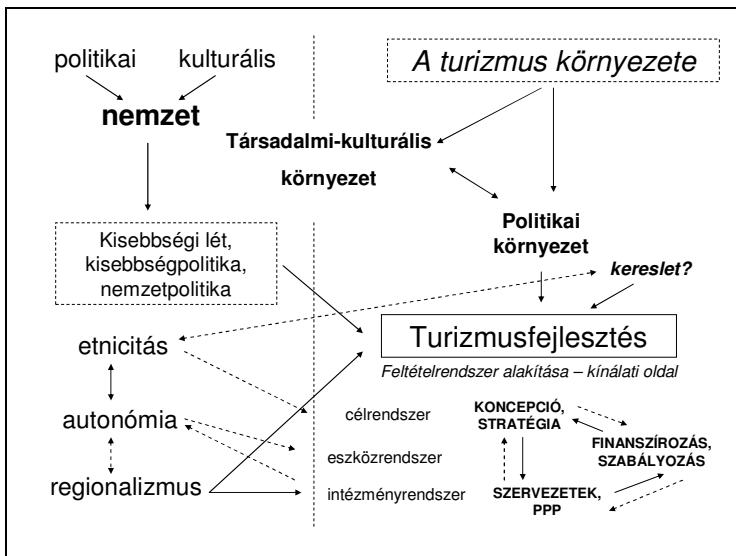 politikai
kulturális
nemzet
Kisebbségi lét,
kisebbségpolitika,
nemzetpolitika
etnicitás
autonómia
regionalizmus
A turizmus környezete
Társadalmi-kulturális
környezet
Politikai
környezet
kereslet?
Turizmusfejlesztés
Feltételrendszer alakítása – kínálati oldal
célrendszer
eszközrendszer
intézményrendszer
KONCEPCIÓ,
STRATÉGIA
FINANSZÍROZÁS,
SZABÁLYOZÁS
SZERVEZETEK,
PPP